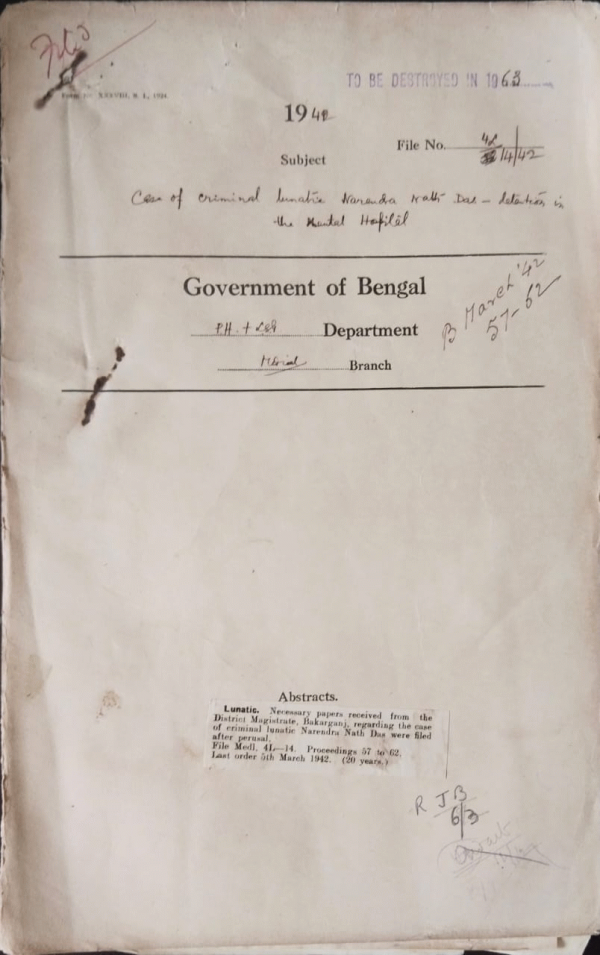 TO BE DESTROYED IN 1963
1942
File No. 4L/14/42
Subject
Case of criminal lunatic Narendra Nath Das – detention in
the Mental Hospital
Government of Bengal
P.H. + LSG Department
Branch
B March '42
57-62
Abstracts.
Lunatic. Necessary papers received from the
District Magistrate, Bakarganj, regarding the case
of criminal lunatic Narendra Nath Das were filed
after perusal.
File Medl. 4L—14. Proceedings 57 to 62.
Last order 5th March 1942. (20 years.)
R J B
6/3